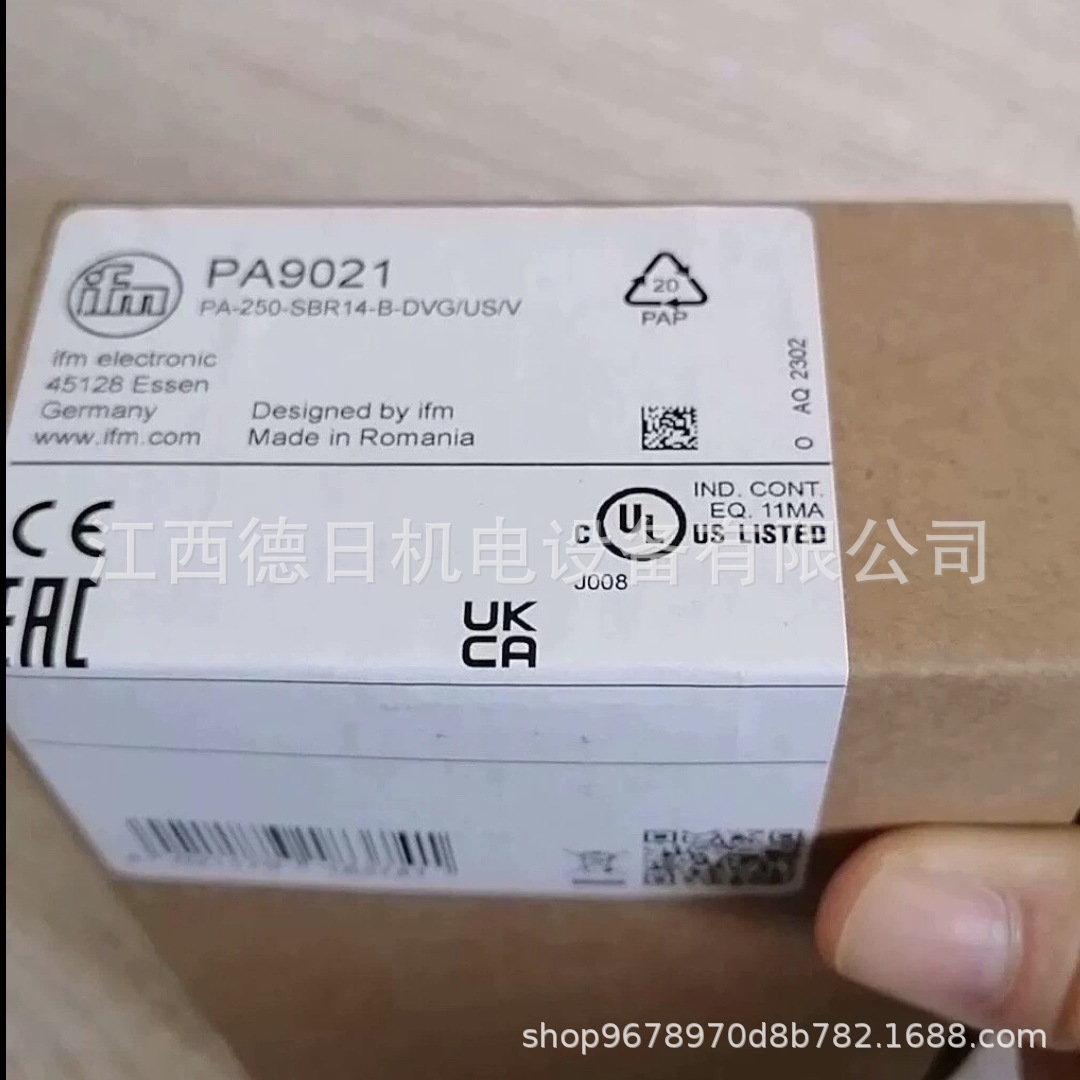 ifm
PA9021
PA-250-SBR14-B-DVG/US/V
ifm electronic
45128 Essen
Germany
www.ifm.com
Designed by ifm
Made in Romania
20
PAP
O AQ 2302
CE
EAC
C UL US LISTED
IND. CONT.
EQ. 11MA
J008
UK
CA
江西德日机电设备有限公司
shop9678970d8b782.1688.com